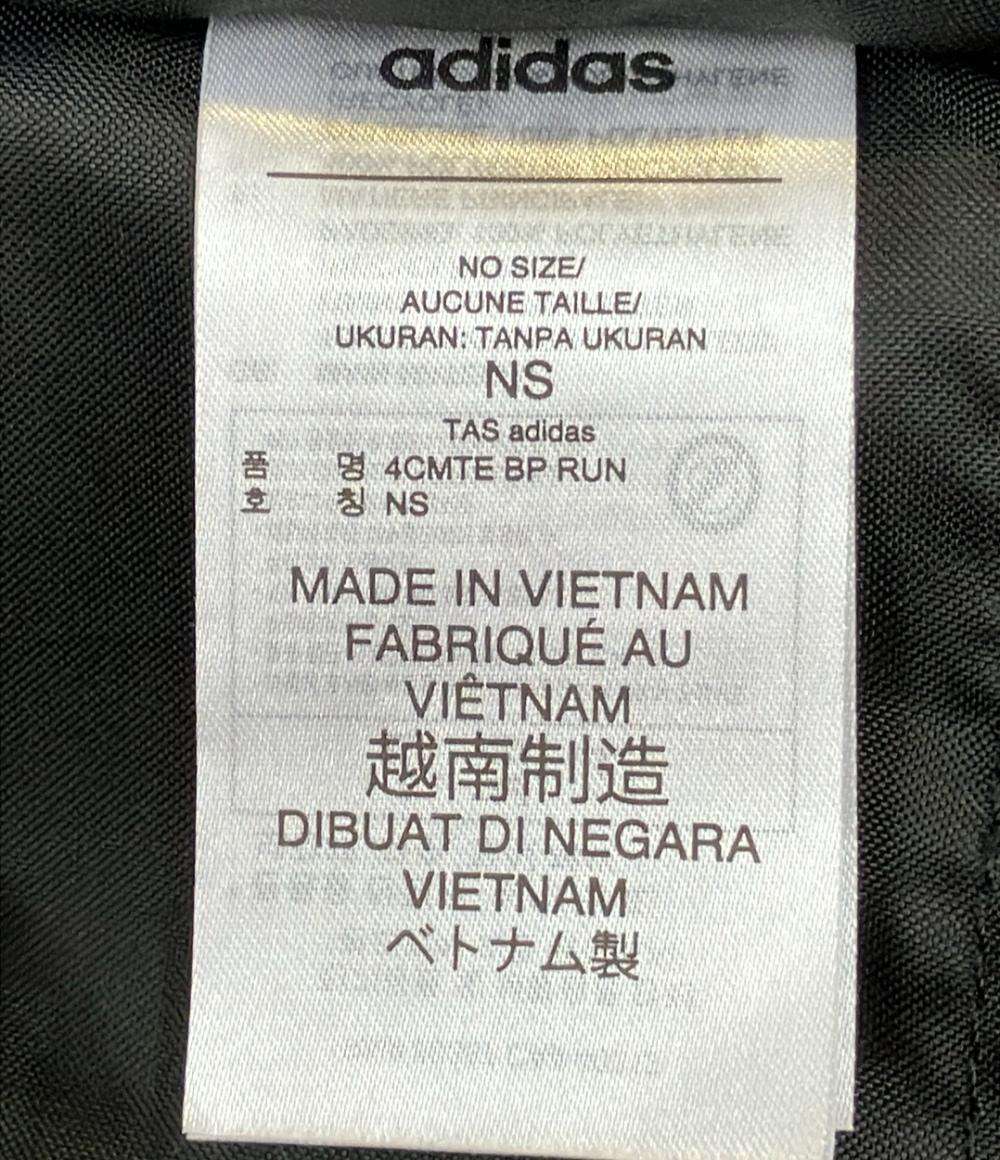 adidas
NO SIZE/
AUCUNE TAILLE/
UKURAN: TANPA UKURAN
NS
TAS adidas
품 명 4CMTE BP RUN
호 칭 NS
MADE IN VIETNAM
FABRIQUÉ AU
VIÊTNAM
越南制造
DIBUAT DI NEGARA
VIETNAM
ベトナム製